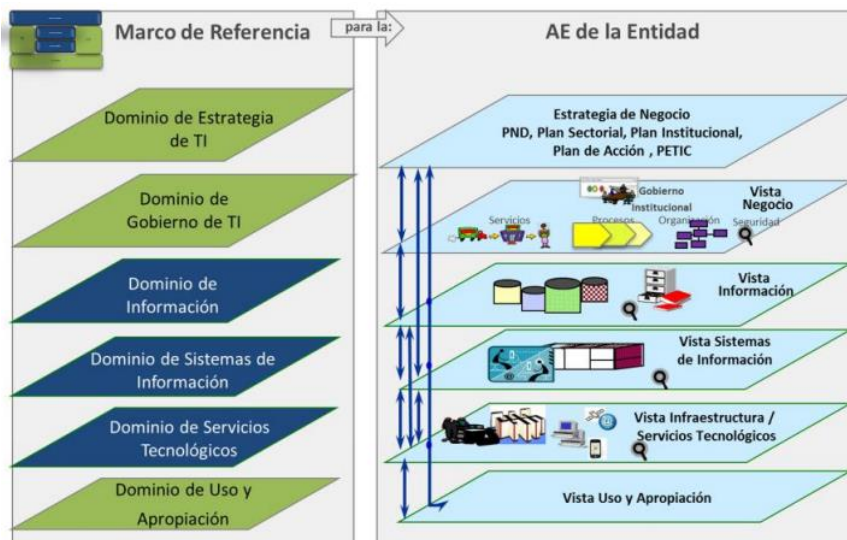 Marco de Referencia
para la:
AE de la Entidad
Dominio de Estrategia
de TI
Estrategia de Negocio
PND, Plan Sectorial, Plan Institucional,
Plan de Acción , PETIC
Dominio de
Gobierno de TI
Gobierno
Institucional
Vista
Negocio
Servicios
Procesos
Organización
Seguridad
Dominio de
Información
Vista
Información
Dominio de Sistemas de
Información
Vista Sistemas
de Información
Dominio de Servicios
Tecnológicos
Vista Infraestructura /
Servicios Tecnológicos
Dominio de Uso y
Apropiación
Vista Uso y Apropiación